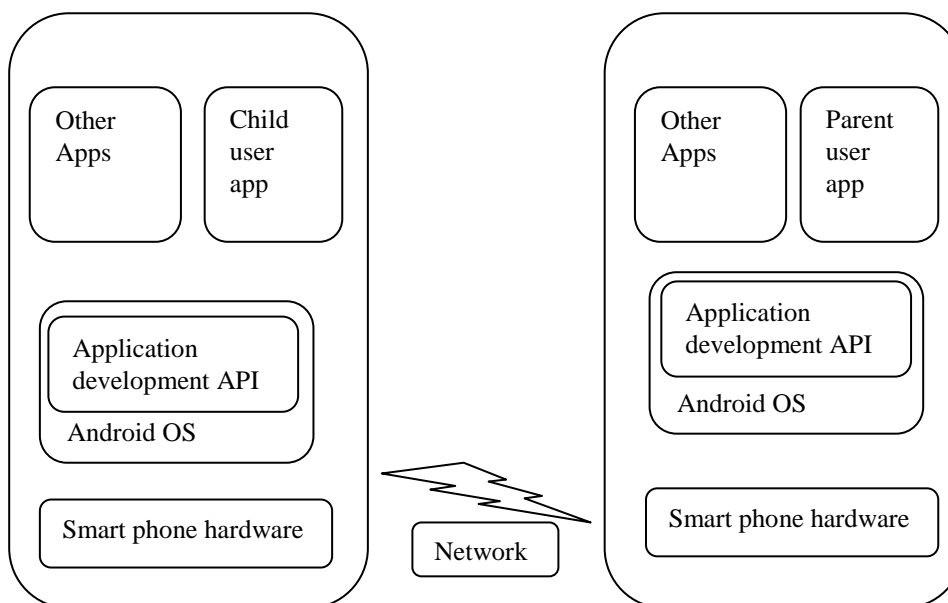 Other
Apps
Child
user
app
Application
development API
Android OS
Smart phone hardware
Network
Other
Apps
Parent
user
app
Application
development API
Android OS
Smart phone hardware